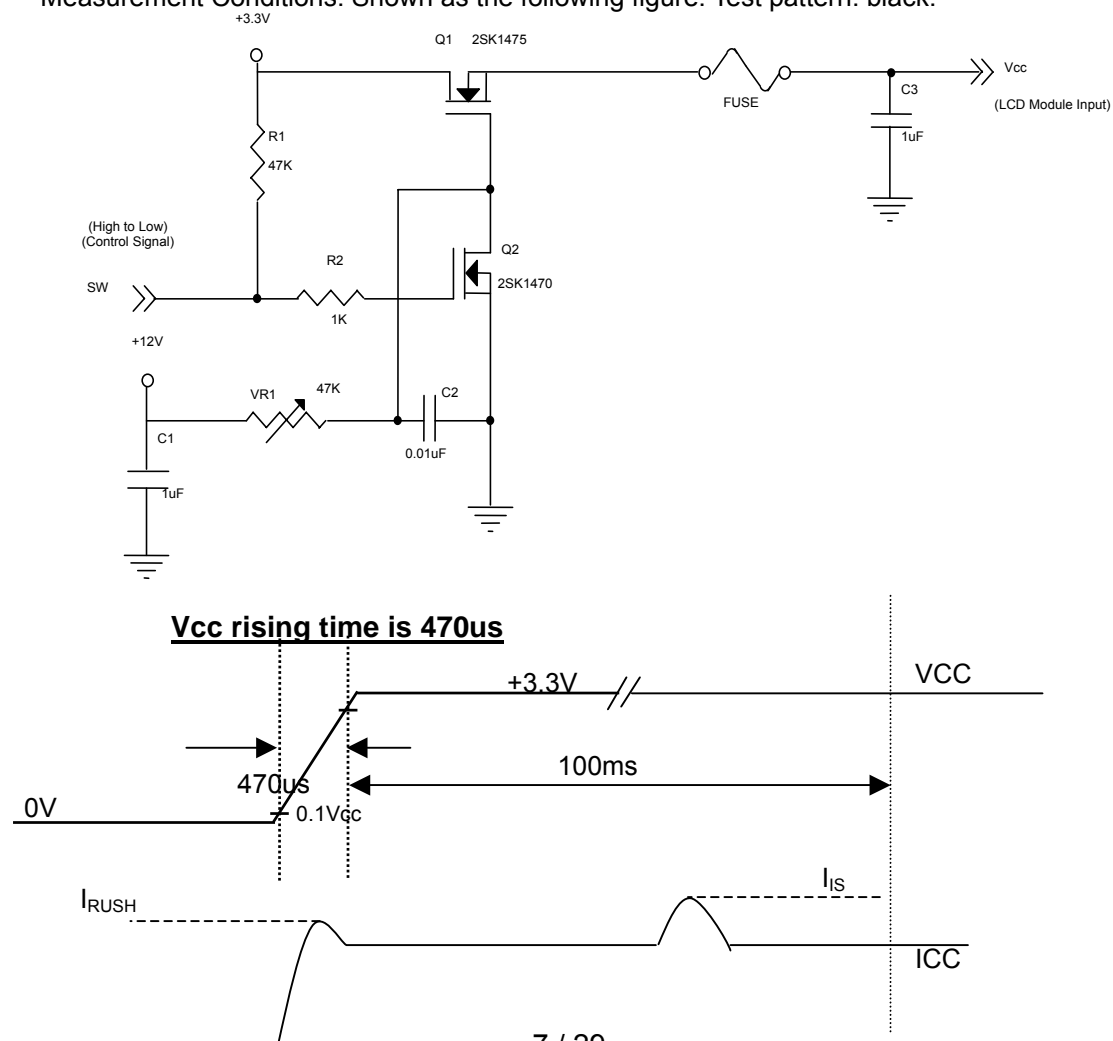 Measurement Conditions: Shown as the following figure. Test pattern: black.
+3.3V
Q1 2SK1475
Vcc
FUSE
C3
(LCD Module Input)
1uF
R1
47K
(High to Low)
(Control Signal)
Q2
R2
2SK1470
SW
1K
+12V
VR1 47K
C2
C1
0.01uF
1uF
Vcc rising time is 470us
+3.3V
VCC
470us
100ms
0V
0.1Vcc
IRUSH
IIS
ICC